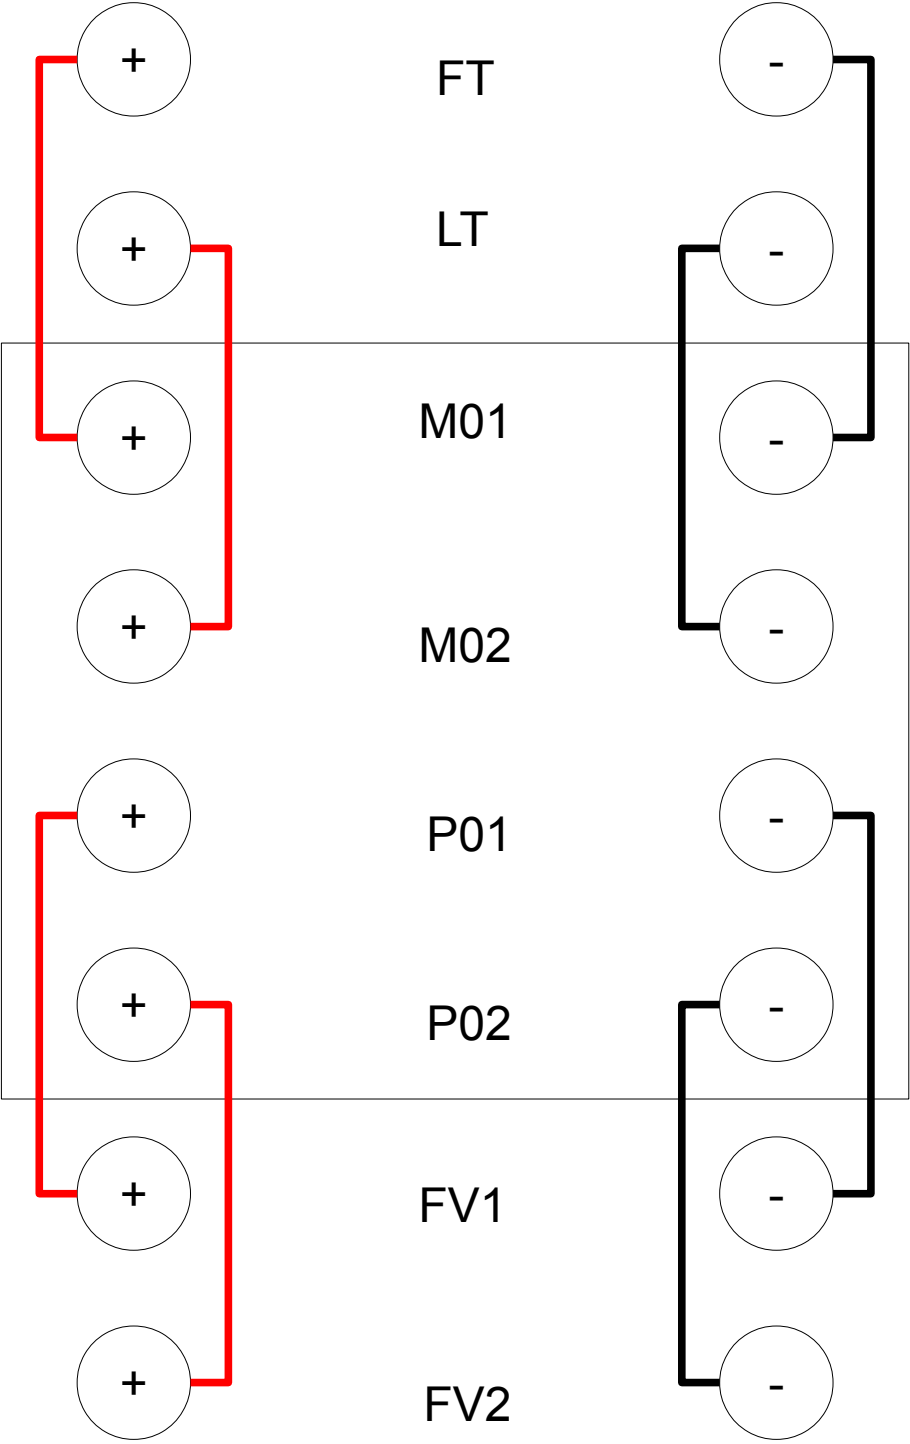 + FT -
+ LT -
+ M01 -
+ M02 -
+ P01 -
+ P02 -
+ FV1 -
+ FV2 -